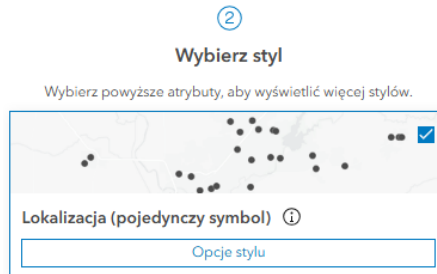 2
Wybierz styl
Wybierz powyższe atrybuty, aby wyświetlić więcej stylów.
Lokalizacja (pojedynczy symbol)
Opcje stylu